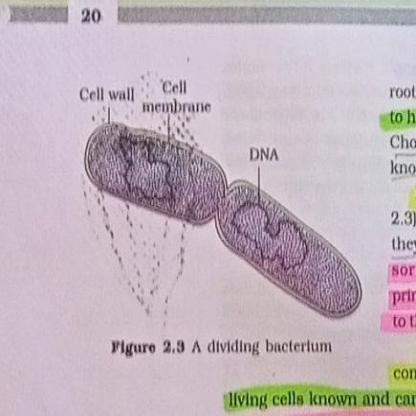 20
Cell wall
Cell
membrane
DNA
Figure 2.3 A dividing bacterium
root
to h
Cho
kno
2.3)
they
sor
prin
to t
con
living cells known and can